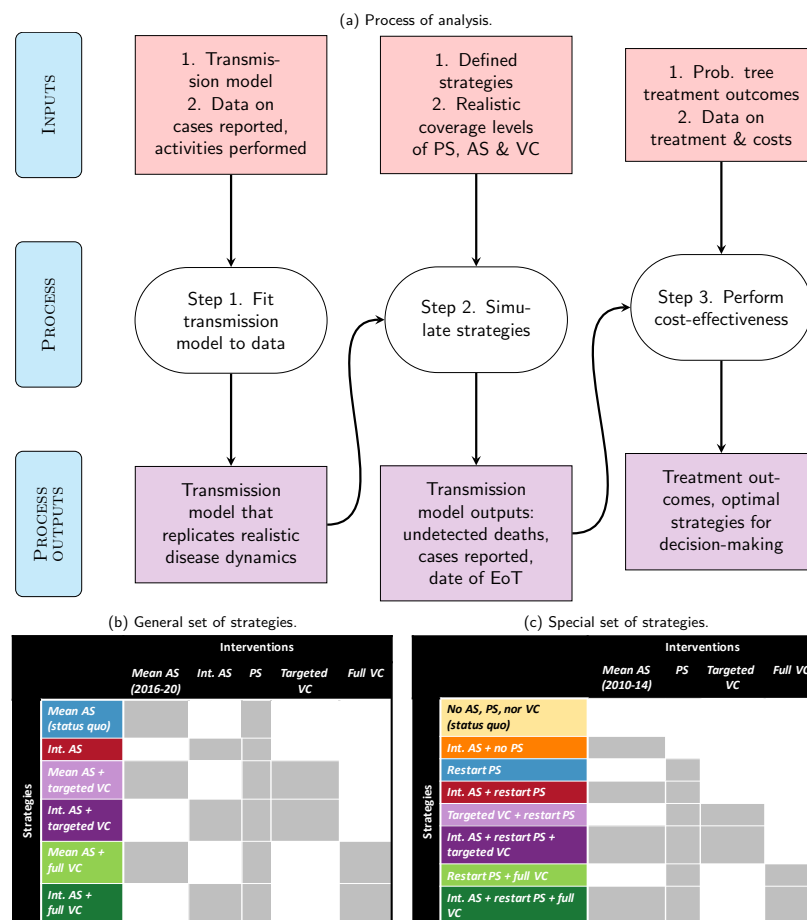 (a) Process of analysis.
INPUTS
1. Transmis-
sion model
2. Data on
cases reported,
activities performed
1. Defined
strategies
2. Realistic
coverage levels
of PS, AS & VC
1. Prob. tree
treatment outcomes
2. Data on
treatment & costs
PROCESS
Step 1. Fit
transmission
model to data
Step 2. Simu-
late strategies
Step 3. Perform
cost-effectiveness
PROCESS
OUTPUTS
Transmission
model that
replicates realistic
disease dynamics
Transmission
model outputs:
undetected deaths,
cases reported,
date of EoT
Treatment out-
comes, optimal
strategies for
decision-making
(b) General set of strategies.
Interventions
Mean AS
(2016-20)
Int. AS
PS
Targeted
VC
Full VC
Strategies
Mean AS
(status quo)
Int. AS
Mean AS +
targeted VC
Int. AS +
targeted VC
Mean AS +
full VC
Int. AS +
full VC
(c) Special set of strategies.
Interventions
Mean AS
(2010-14)
PS
Targeted
VC
Full VC
Strategies
No AS, PS, nor VC
(status quo)
Int. AS + no PS
Restart PS
Int. AS + restart PS
Targeted VC + restart PS
Int. AS + restart PS +
targeted VC
Restart PS + full VC
Int. AS + restart PS + full
VC